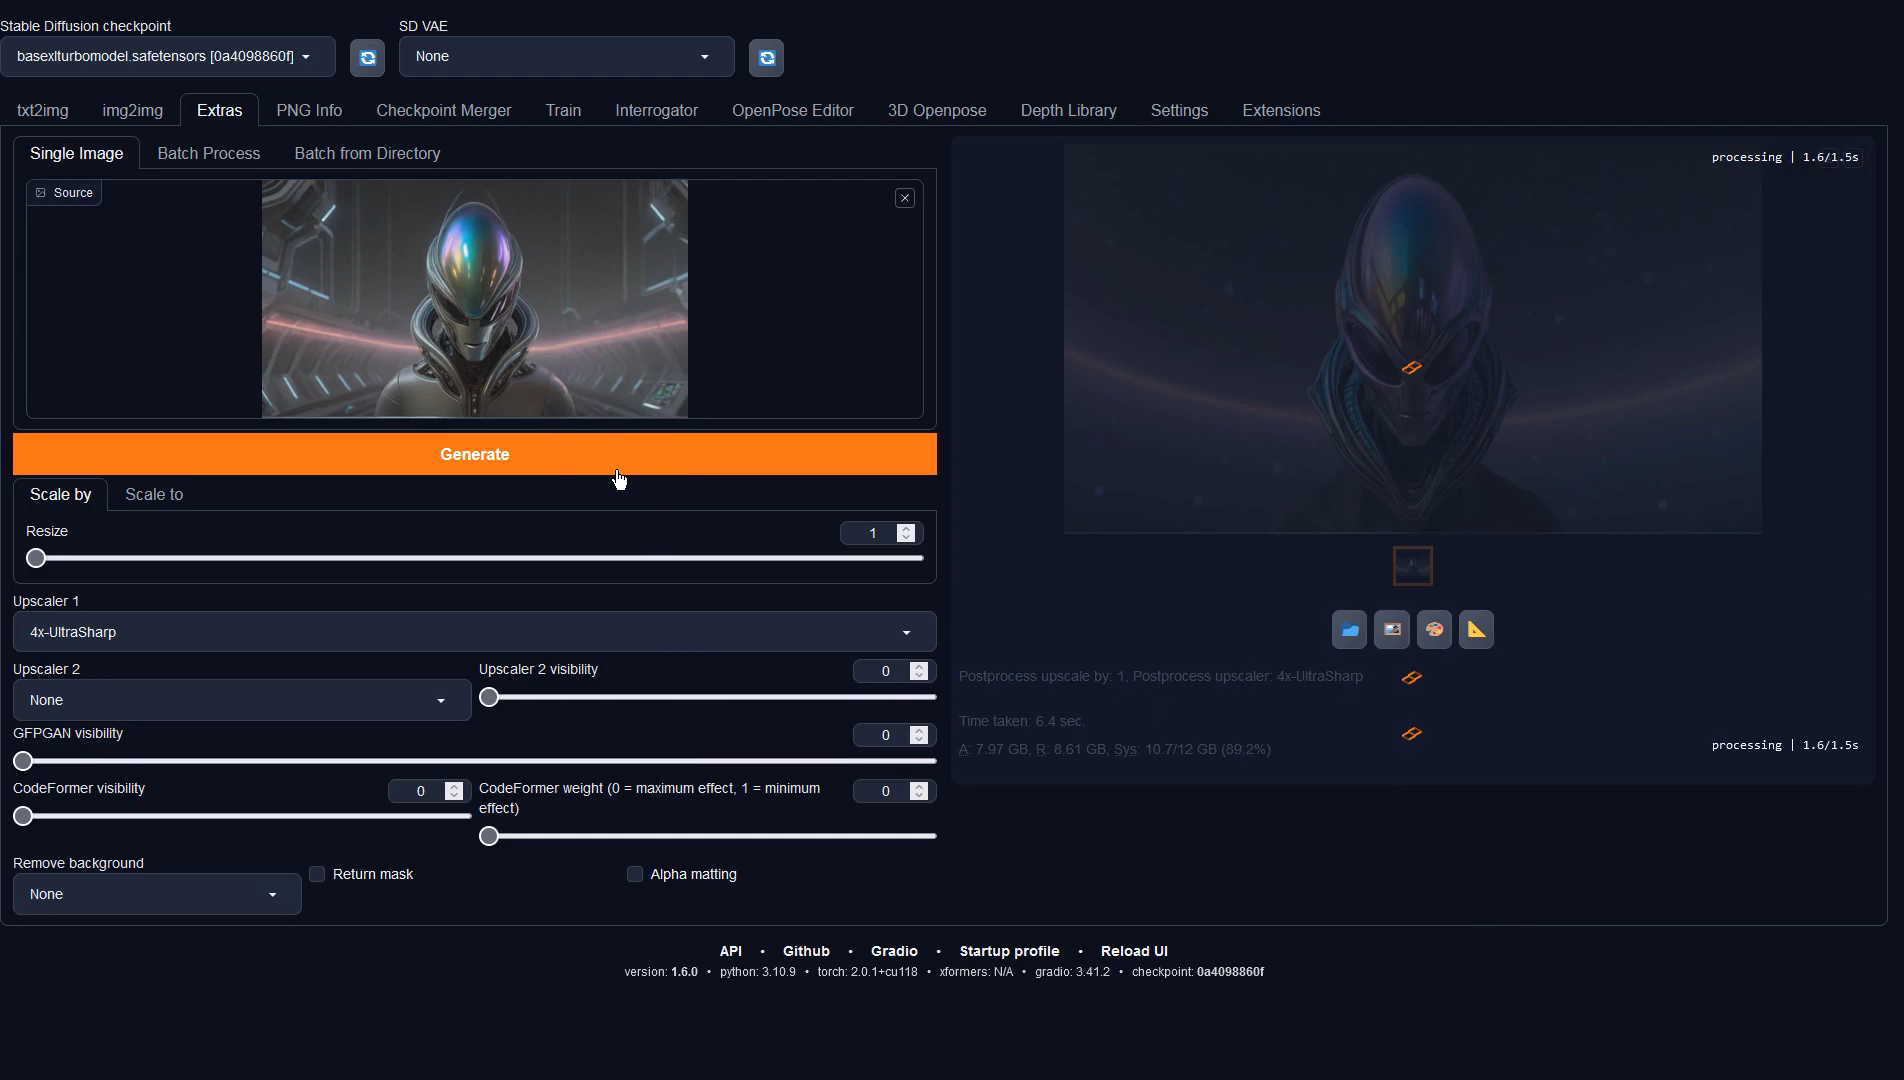 Stable Diffusion checkpoint
SD VAE
basexlturbomodel.safetensors [0a4098860f]
None
txt2img img2img Extras PNG Info Checkpoint Merger Train Interrogator OpenPose Editor 3D Openpose Depth Library Settings Extensions
Single Image Batch Process Batch from Directory
Source
processing | 1.6/1.5s
Generate
Scale by Scale to
Resize
1
Upscaler 1
4x-UltraSharp
Upscaler 2
None
Upscaler 2 visibility
0
GFPGAN visibility
0
CodeFormer visibility
0
CodeFormer weight (0 = maximum effect, 1 = minimum
effect)
0
Remove background
None
Return mask
Alpha matting
Postprocess upscale by: 1, Postprocess upscaler: 4x-UltraSharp
Time taken: 6.4 sec.
A: 7.97 GB, R: 8.61 GB, Sys: 10.7/12 GB (89.2%)
processing | 1.6/1.5s
API • Github • Gradio • Startup profile • Reload UI
version: 1.6.0 • python: 3.10.9 • torch: 2.0.1+cu118 • xformers: N/A • gradio: 3.41.2 • checkpoint: 0a4098860f